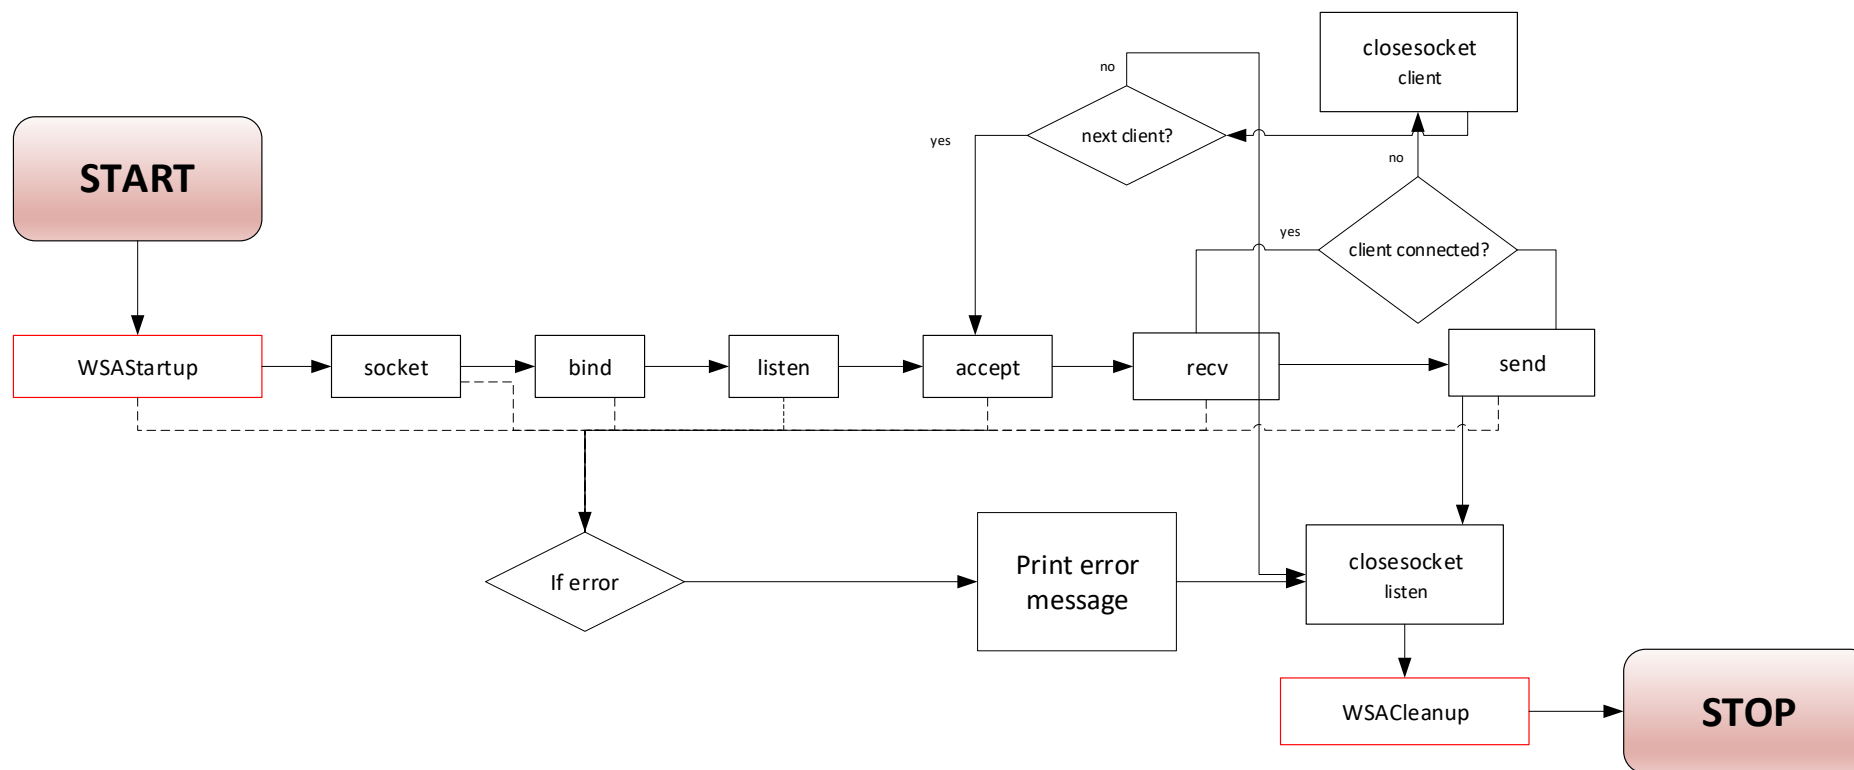 closesocket
client
no
next client?
yes
no
START
yes
client connected?
WSAStartup
socket
bind
listen
accept
recv
send
If error
Print error
message
closesocket
listen
WSACleanup
STOP